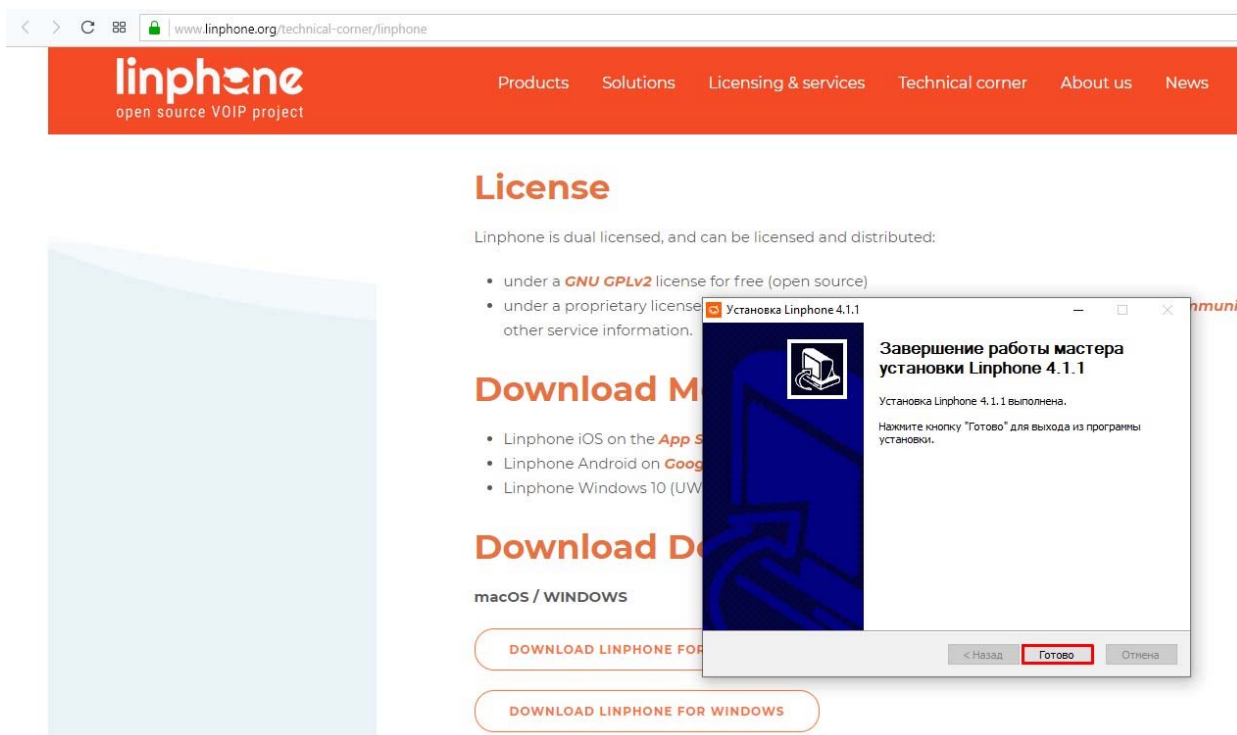 www.linphone.org/technical-corner/linphone
linphone
open source VOIP project
Products Solutions Licensing & services Technical corner About us News
License
Linphone is dual licensed, and can be licensed and distributed:
• under a GNU GPLv2 license for free (open source)
• under a proprietary license
other service information.
Download
• Linphone iOS on the App
• Linphone Android on
• Linphone Windows 10
Download
macOS / WINDOWS
DOWNLOAD LINPHONE
DOWNLOAD LINPHONE FOR WINDOWS
Установка Linphone 4.1.1
Завершение работы мастера
установки Linphone 4.1.1
Установка Linphone 4.1.1 выполнена.
Нажмите кнопку "Готово" для выхода из программы
установки.
< Назад Готово Отмена